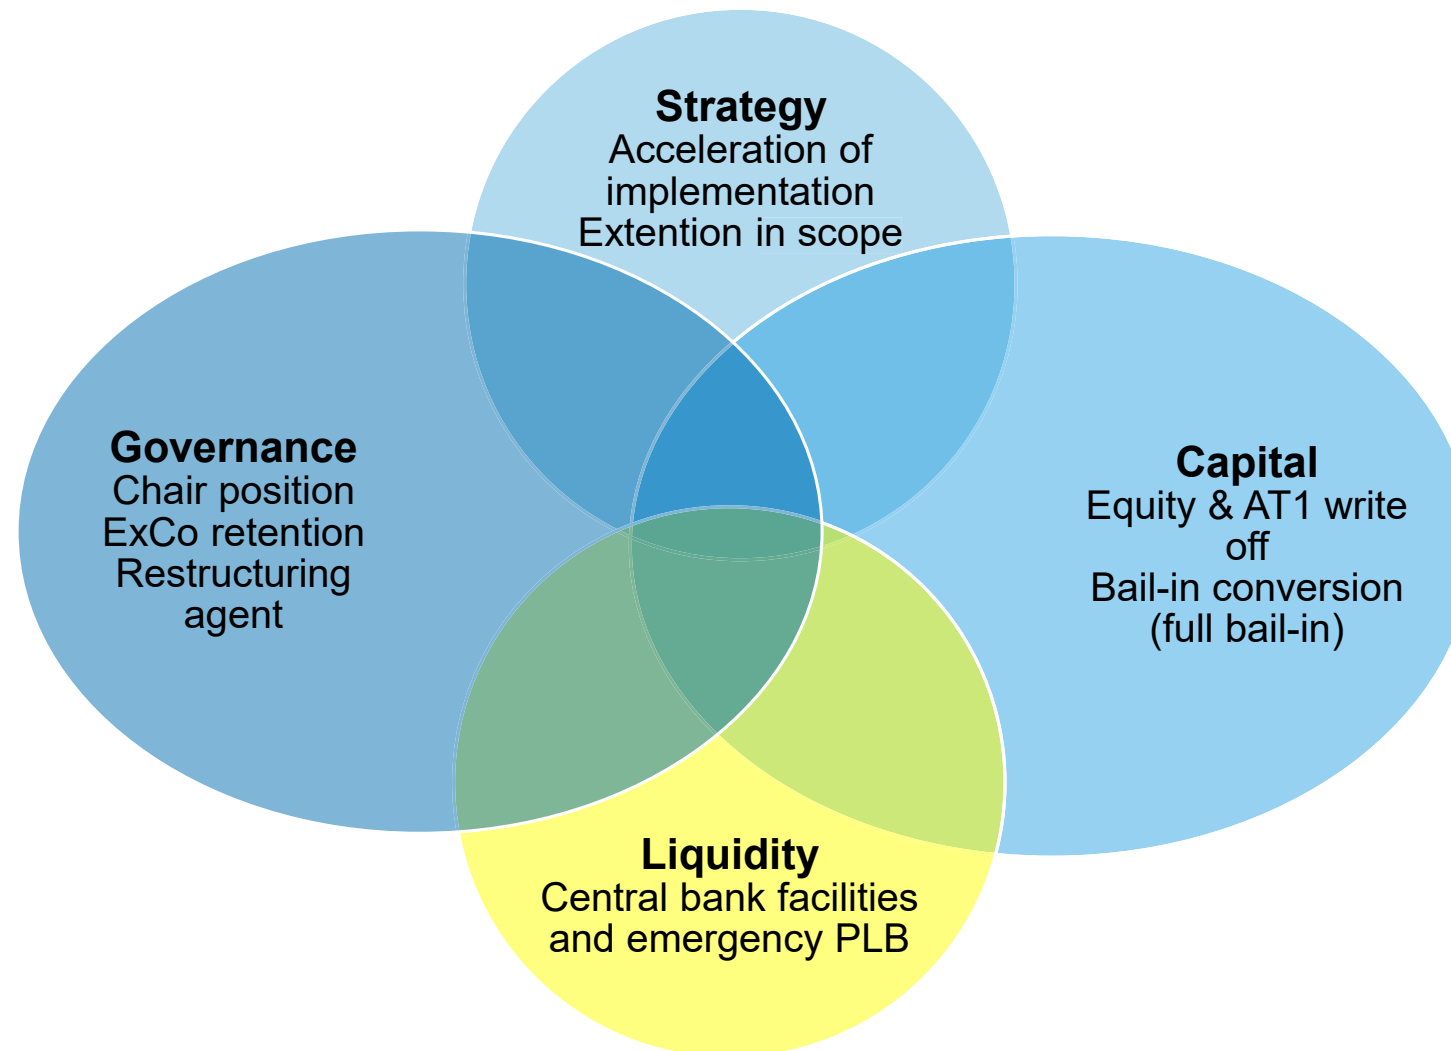 Strategy
Acceleration of
implementation
Extention in scope
Governance
Chair position
ExCo retention
Restructuring
agent
Capital
Equity & AT1 write
off
Bail-in conversion
(full bail-in)
Liquidity
Central bank facilities
and emergency PLB